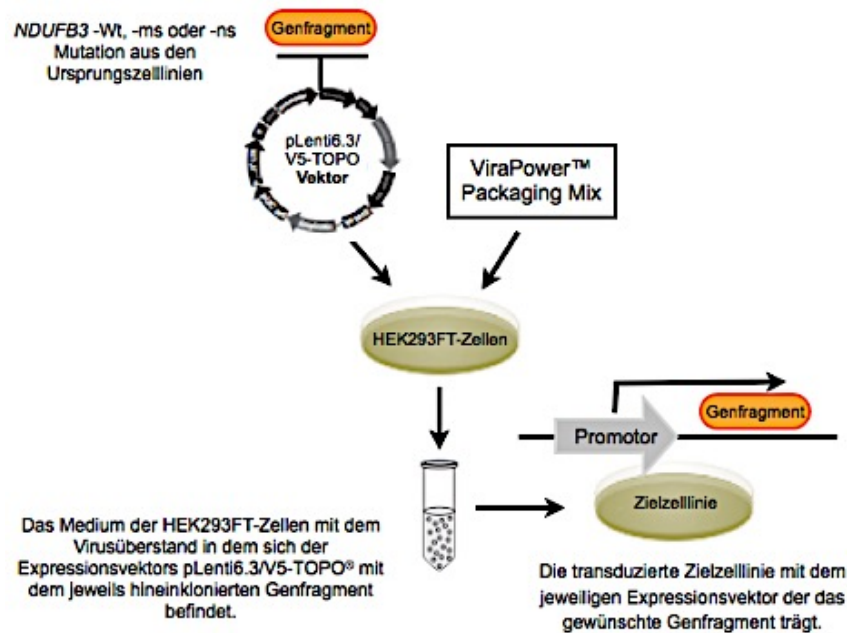 NDUFB3 -Wt, -ms oder -ns
Mutation aus den
Ursprungszelllinien
Genfragment
pLenti6.3/
V5-TOPO
Vektor
ViraPower™
Packaging Mix
HEK293FT-Zellen
Genfragment
Promotor
Zielzelllinie
Das Medium der HEK293FT-Zellen mit dem
Virusüberstand in dem sich der
Expressionsvektors pLenti6.3/V5-TOPO® mit
dem jeweils hineinklonierten Genfragment
befindet.
Die transduzierte Zielzelllinie mit dem
jeweiligen Expressionsvektor der das
gewünschte Genfragment trägt.